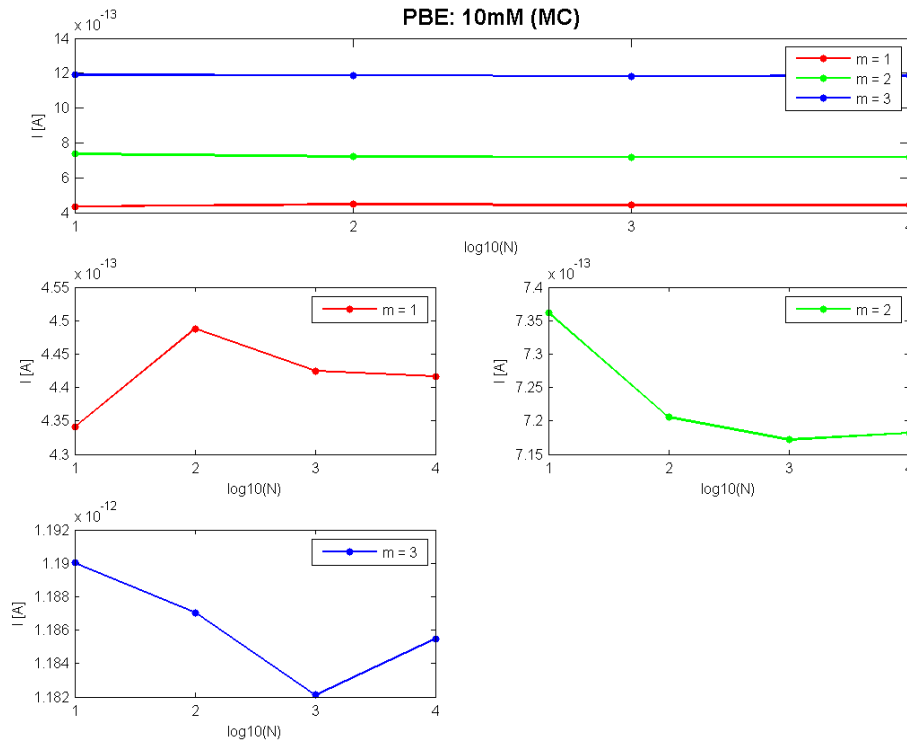 PBE: 10mM (MC)
x 10^-13
14
12
10
8
6
4
I [A]
1
2
3
4
log10(N)
m = 1
m = 2
m = 3
x 10^-13
4.55
4.5
4.45
4.4
4.35
4.3
I [A]
1
2
3
4
log10(N)
m = 1
x 10^-13
7.4
7.35
7.3
7.25
7.2
7.15
I [A]
1
2
3
4
log10(N)
m = 2
x 10^-12
1.192
1.19
1.188
1.186
1.184
1.182
I [A]
1
2
3
4
log10(N)
m = 3